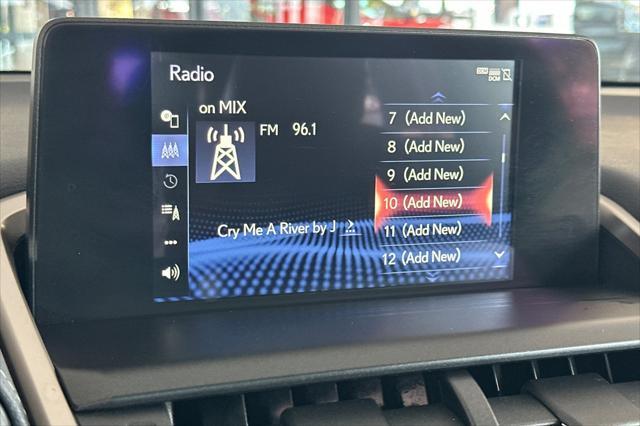 Radio
DCM
on MIX
FM 96.1
7 (Add New)
8 (Add New)
9 (Add New)
10 (Add New)
Cry Me A River by J
11 (Add New)
12 (Add New)